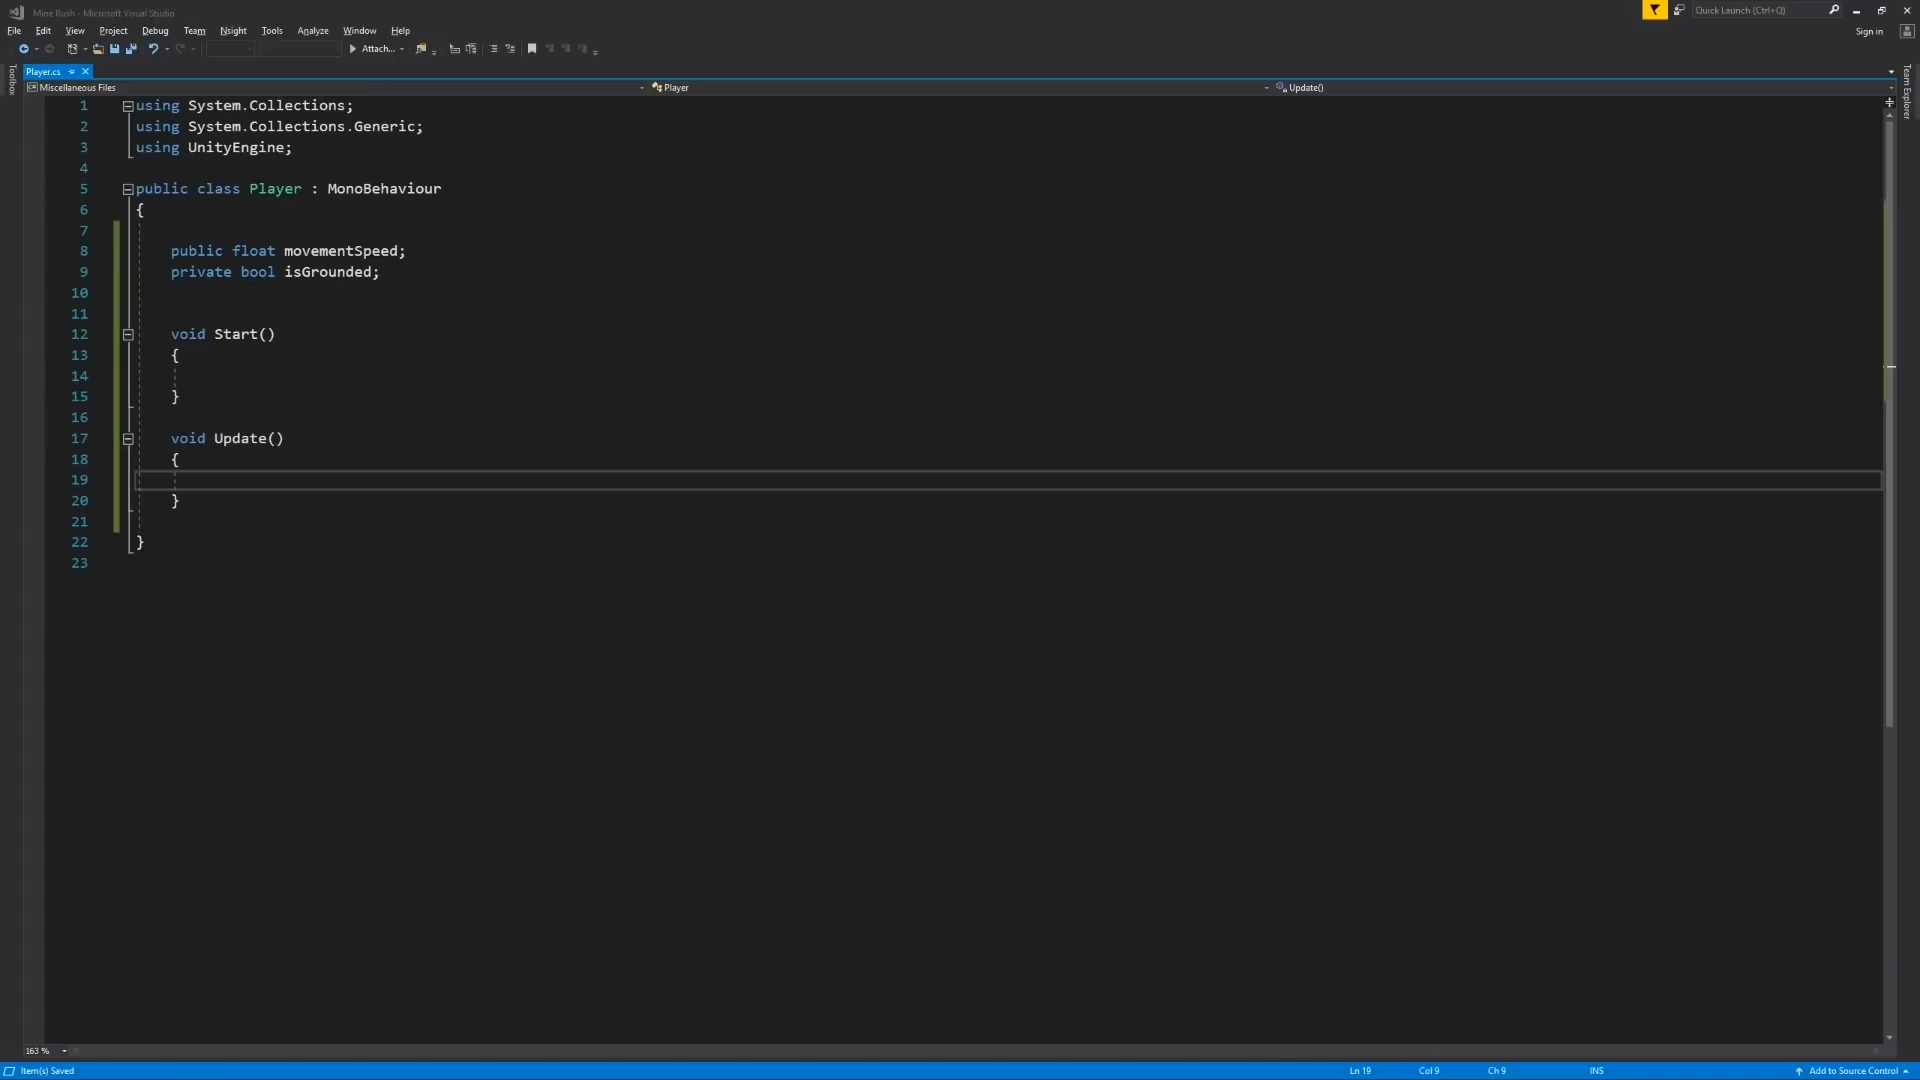 Mine Rush - Microsoft Visual Studio
Quick Launch (Ctrl+Q)
File Edit View Project Debug Team Nsight Tools Analyze Window Help
Sign in
Attach...
Toolbox
Player.cs
Team Explorer
Miscellaneous Files
Player
Update()
1 using System.Collections;
2 using System.Collections.Generic;
3 using UnityEngine;
4
5 public class Player : MonoBehaviour
6 {
7
8 public float movementSpeed;
9 private bool isGrounded;
10
11
12 void Start()
13 {
14
15 }
16
17 void Update()
18 {
19
20 }
21
22 }
23
163 %
Item(s) Saved
Ln 19 Col 9 Ch 9 INS Add to Source Control